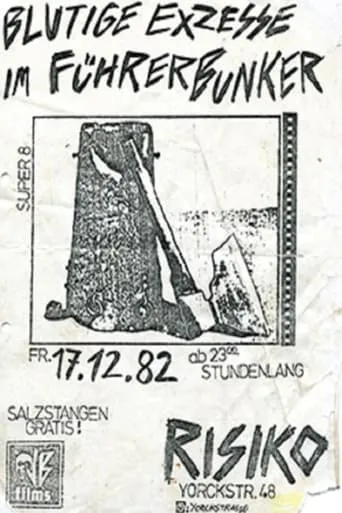 BLUTIGE EXZESSE
IM FÜHRERBUNKER
SUPER 8
FR. 17.12.82 ab 23⁰⁰
STUNDENLANG
SALZSTANGEN
GRATIS!
films
RISIKO
YORCKSTR. 48
U: YORCKSTRASSE